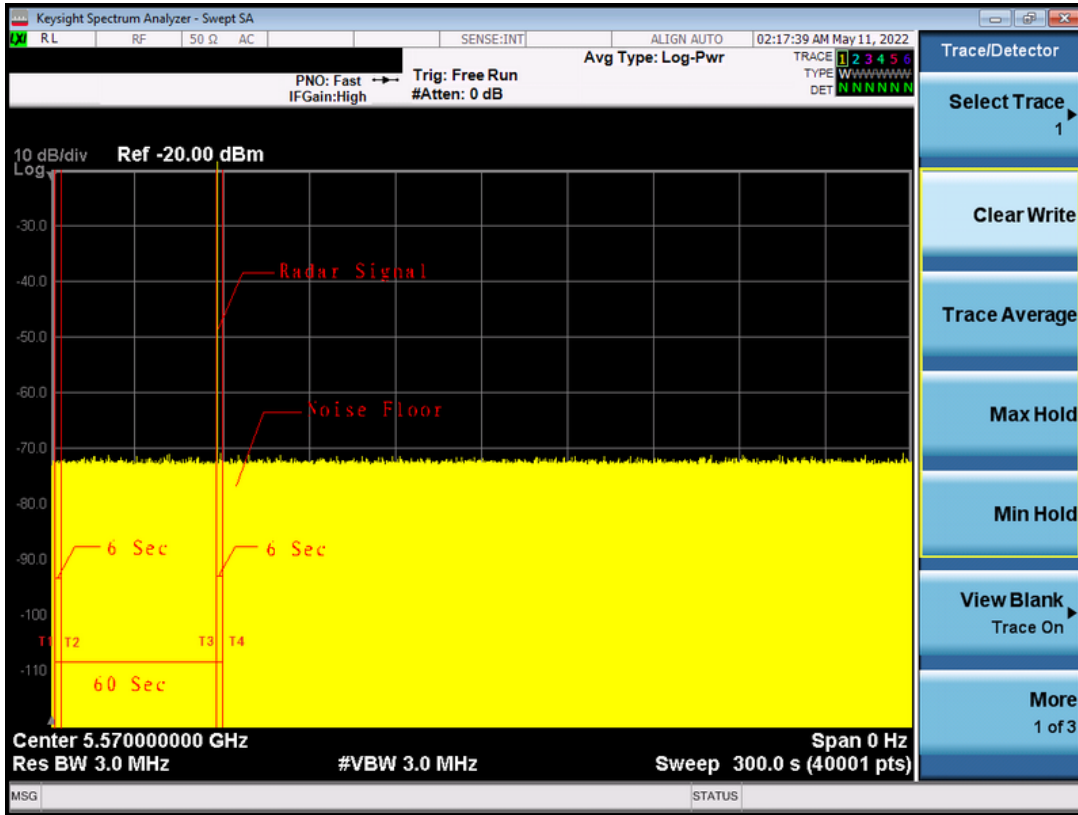 Keysight Spectrum Analyzer - Swept SA
LXI RL RF 50 Ω AC SENSE:INT ALIGN AUTO 02:17:39 AM May 11, 2022
Avg Type: Log-Pwr
TRACE 1 2 3 4 5 6
PNO: Fast Trig: Free Run
TYPE WWWWWWW
IFGain:High #Atten: 0 dB
DET N N N N N N
10 dB/div Ref -20.00 dBm
Log
-30.0
Radar Signal
-40.0
-50.0
-60.0
Noise Floor
-70.0
-80.0
6 Sec 6 Sec
-90.0
-100
T1 T2 T3 T4
-110
60 Sec
Center 5.570000000 GHz Span 0 Hz
Res BW 3.0 MHz #VBW 3.0 MHz Sweep 300.0 s (40001 pts)
MSG STATUS
Trace/Detector
Select Trace
1
Clear Write
Trace Average
Max Hold
Min Hold
View Blank
Trace On
More
1 of 3